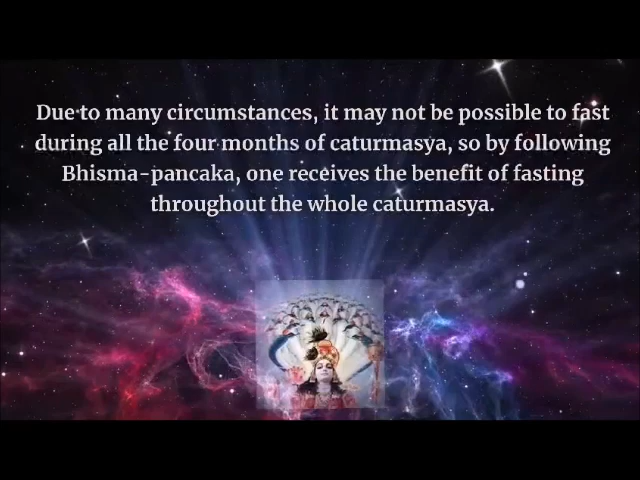 Due to many circumstances, it may not be possible to fast
during all the four months of caturmasya, so by following
Bhisma-pancaka, one receives the benefit of fasting
throughout the whole caturmasya.